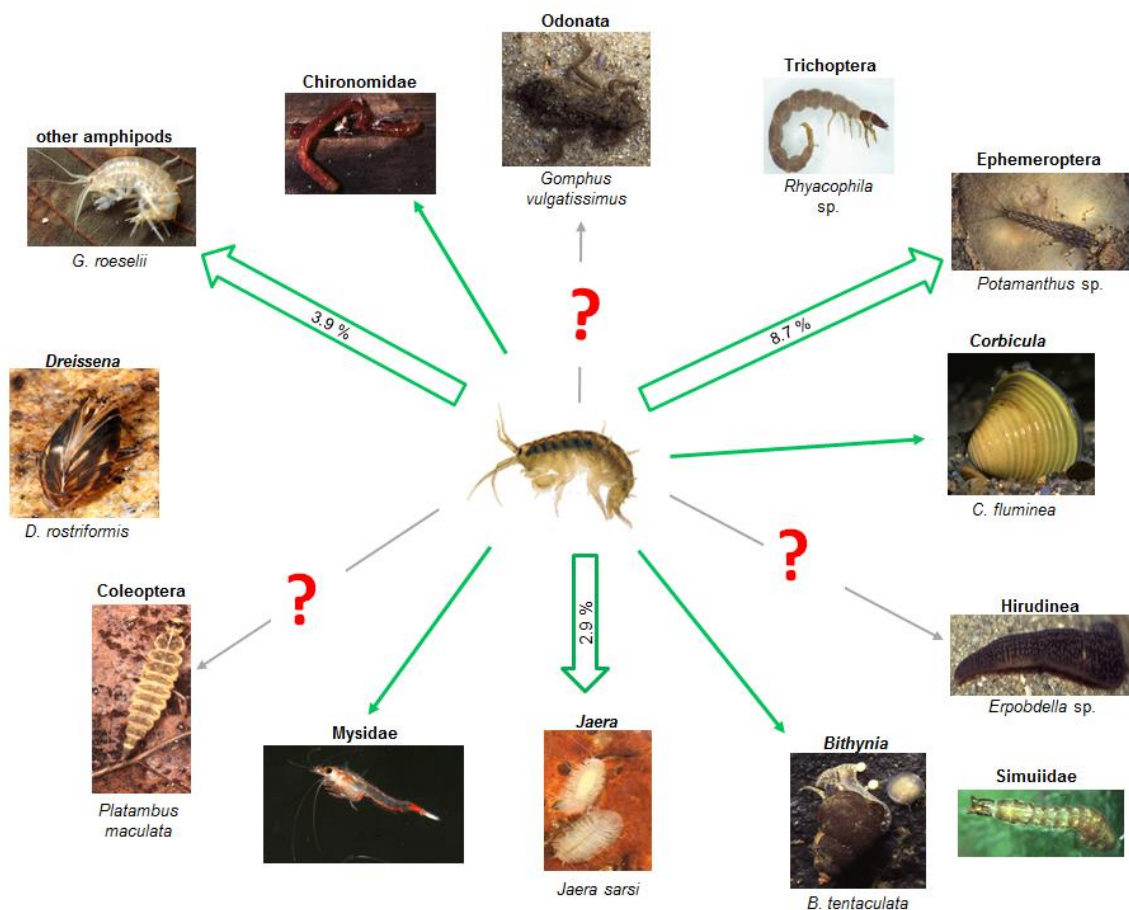 Odonata
Gomphus
vulgatissimus
Chironomidae
Trichoptera
Rhyacophila
sp.
other amphipods
G. roeselii
Ephemeroptera
Potamanthus sp.
?
3.9 %
8.7 %
Dreissena
D. rostriformis
Corbicula
C. fluminea
?
?
Coleoptera
Platambus
maculata
2.9 %
Hirudinea
Erpobdella sp.
Mysidae
Jaera
Jaera sarsi
Bithynia
B. tentaculata
Simuiidae